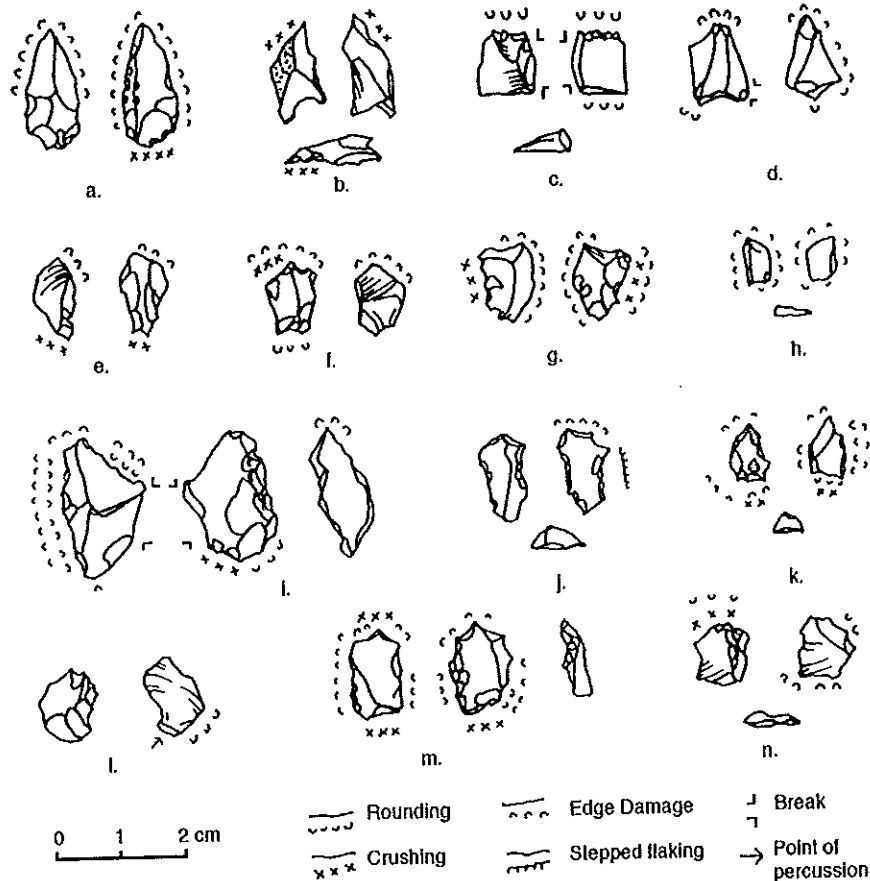 a.
b.
c.
d.
e.
f.
g.
h.
i.
j.
k.
l.
m.
n.
0 1 2 cm
Rounding
Edge Damage
Break
Crushing
Stepped flaking
Point of
percussion